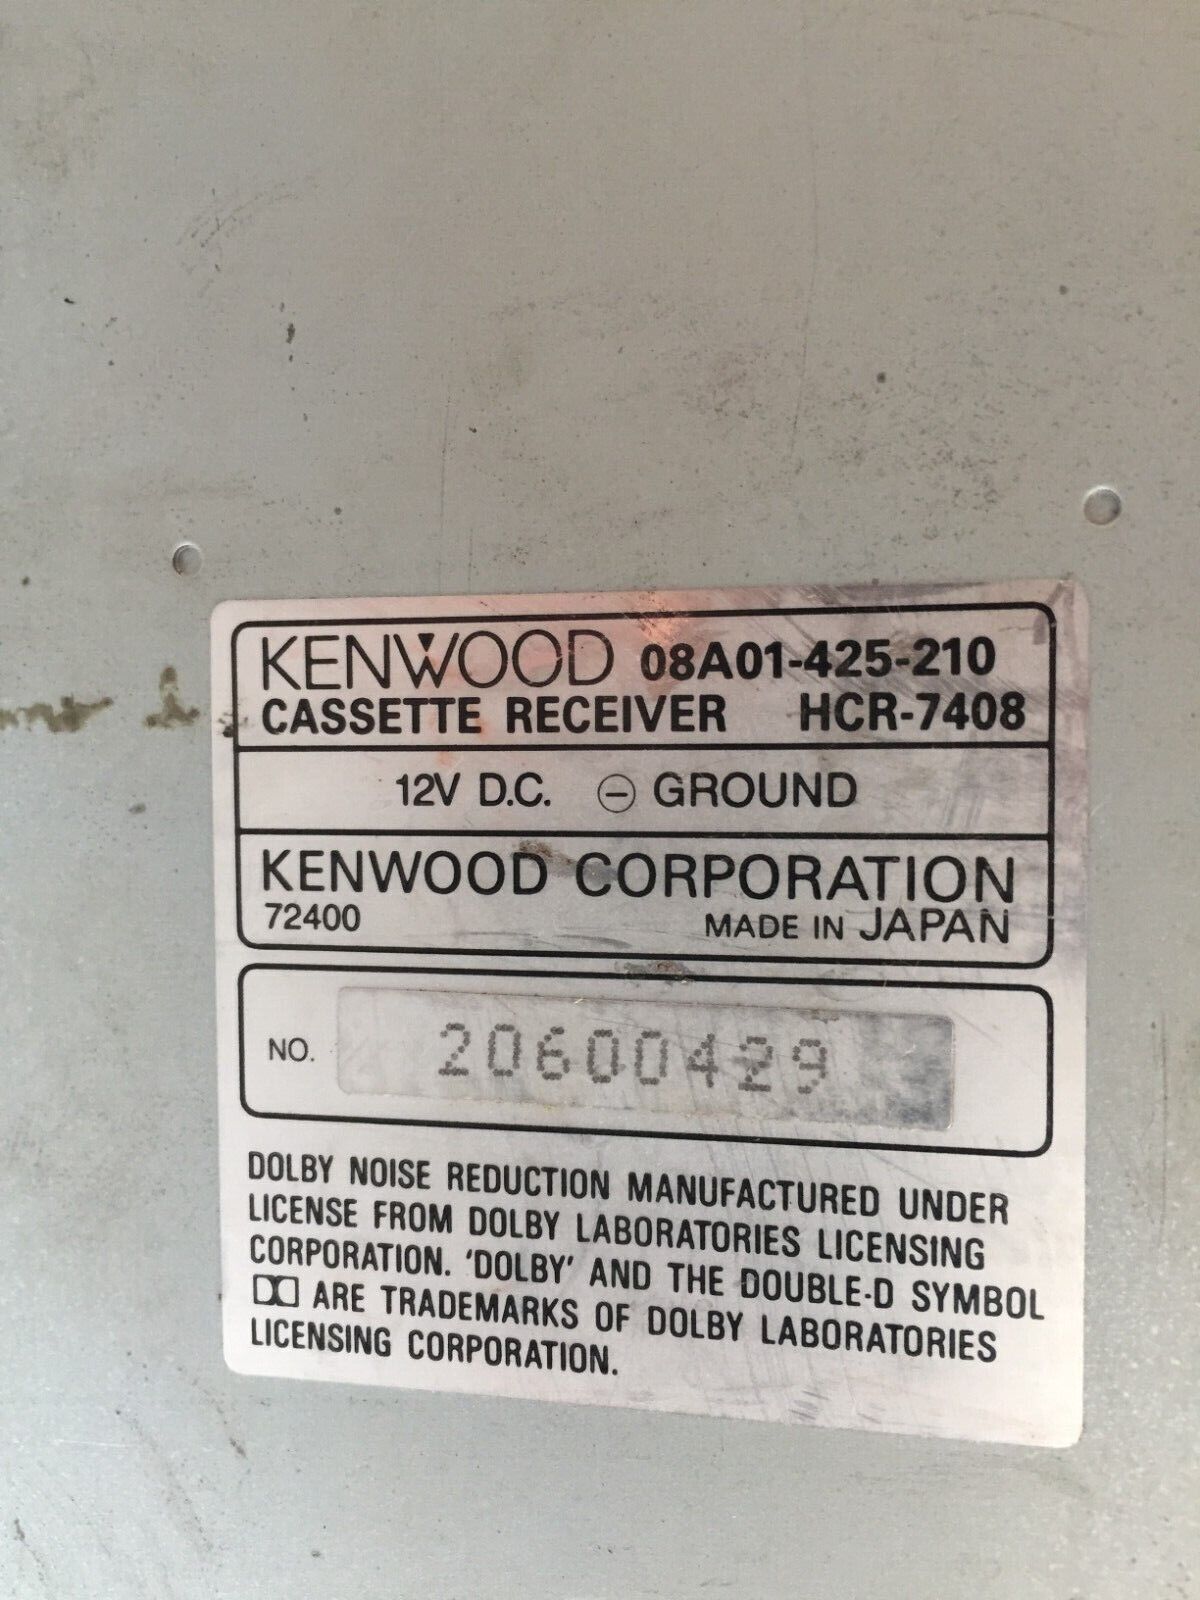 KENWOOD 08A01-425-210
CASSETTE RECEIVER HCR-7408
12V D.C. ⊖ GROUND
KENWOOD CORPORATION
72400 MADE IN JAPAN
NO. 20600429
DOLBY NOISE REDUCTION MANUFACTURED UNDER
LICENSE FROM DOLBY LABORATORIES LICENSING
CORPORATION. 'DOLBY' AND THE DOUBLE-D SYMBOL
ARE TRADEMARKS OF DOLBY LABORATORIES
LICENSING CORPORATION.